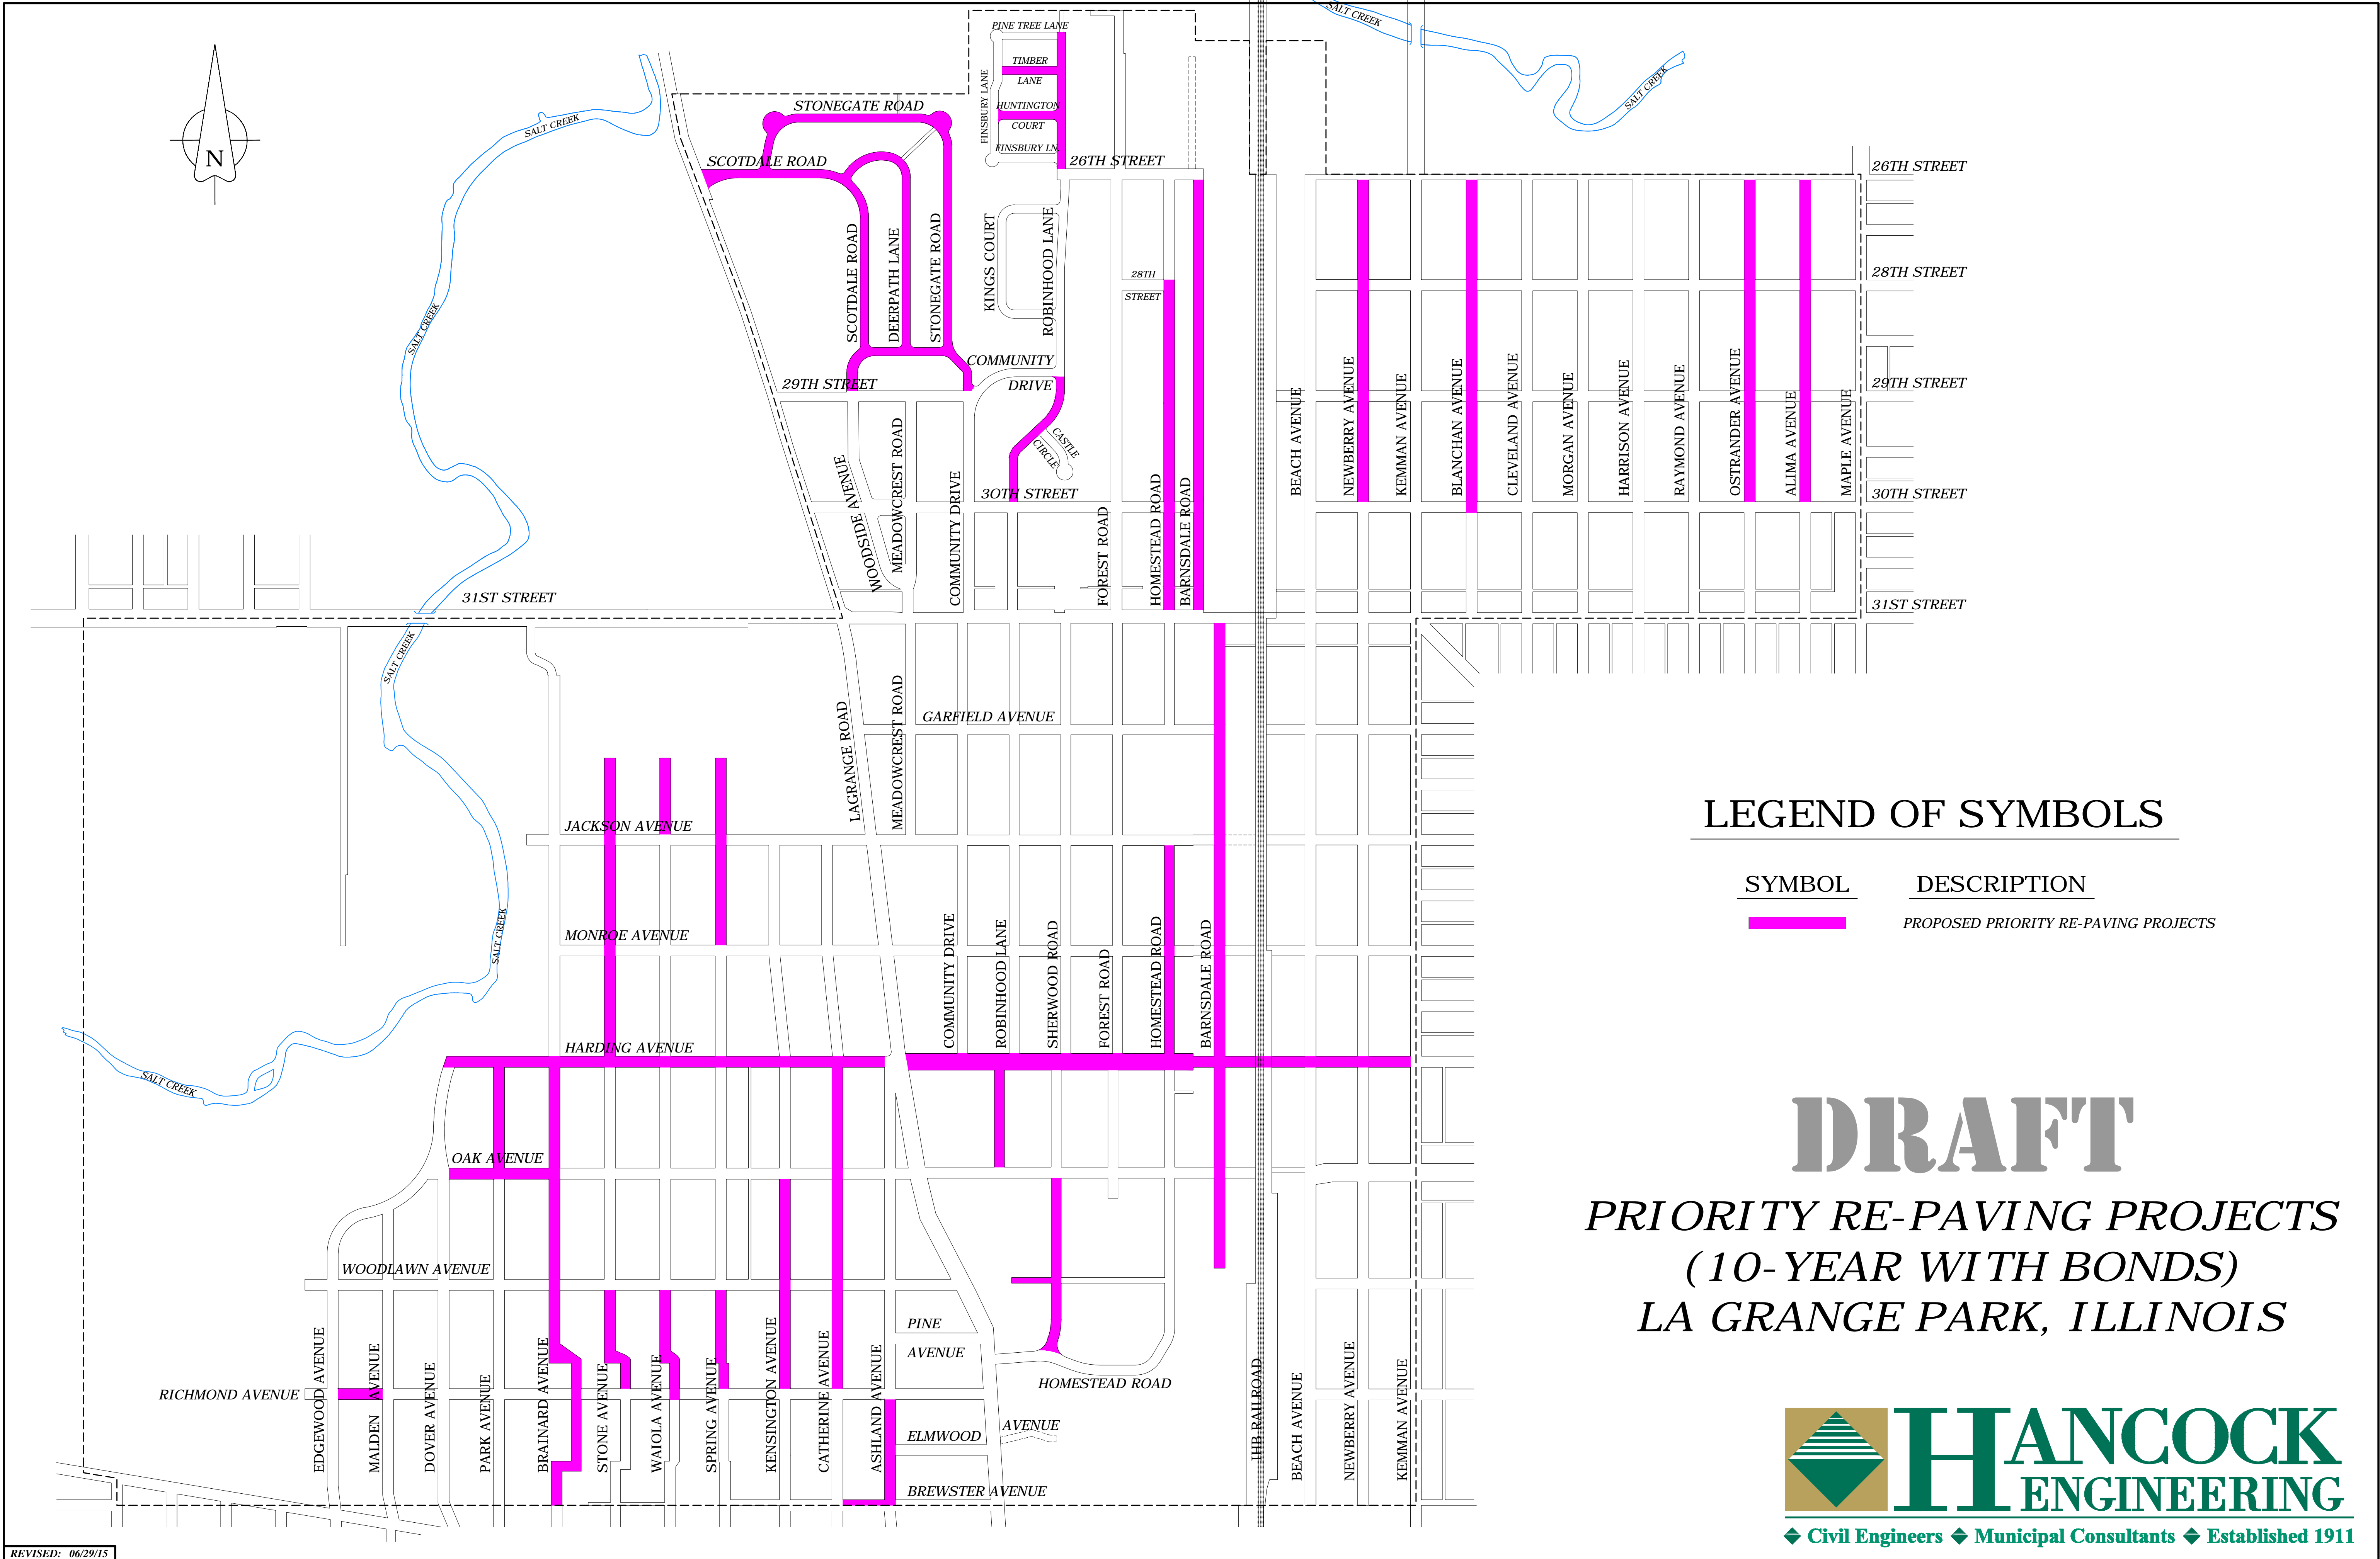 SALT CREEK
PINE TREE LANE
TIMBER
LANE
FINSBURY LANE
HUNTINGTON
COURT
FINSBURY LN.
SALT CREEK
SALT CREEK
N
STONEGATE ROAD
SCOTDALE ROAD
26TH STREET
26TH STREET
SCOTDALE ROAD
DEERPATH LANE
STONEGATE ROAD
KINGS COURT
ROBINHOOD LANE
28TH
STREET
28TH STREET
SALT CREEK
COMMUNITY
DRIVE
29TH STREET
29TH STREET
CASTLE
CIRCLE
30TH STREET
30TH STREET
WOODSIDE AVENUE
MEADOWCREST ROAD
COMMUNITY DRIVE
FOREST ROAD
HOMESTEAD ROAD
BARNSDALE ROAD
BEACH AVENUE
NEWBERRY AVENUE
KEMMAN AVENUE
BLANCHAN AVENUE
CLEVELAND AVENUE
MORGAN AVENUE
HARRISON AVENUE
RAYMOND AVENUE
OSTRANDER AVENUE
ALIMA AVENUE
MAPLE AVENUE
31ST STREET
31ST STREET
SALT CREEK
LAGRANGE ROAD
MEADOWCREST ROAD
GARFIELD AVENUE
JACKSON AVENUE
MONROE AVENUE
SALT CREEK
COMMUNITY DRIVE
ROBINHOOD LANE
SHERWOOD ROAD
FOREST ROAD
HOMESTEAD ROAD
BARNSDALE ROAD
HARDING AVENUE
SALT CREEK
OAK AVENUE
WOODLAWN AVENUE
PINE
AVENUE
RICHMOND AVENUE
HOMESTEAD ROAD
EDGEWOOD AVENUE
MALDEN AVENUE
DOVER AVENUE
PARK AVENUE
BRAINARD AVENUE
STONE AVENUE
WAIOLA AVENUE
SPRING AVENUE
KENSINGTON AVENUE
CATHERINE AVENUE
ASHLAND AVENUE
ELMWOOD
AVENUE
BREWSTER AVENUE
IHB RAILROAD
BEACH AVENUE
NEWBERRY AVENUE
KEMMAN AVENUE
LEGEND OF SYMBOLS
SYMBOL DESCRIPTION
PROPOSED PRIORITY RE-PAVING PROJECTS
DRAFT
PRIORITY RE-PAVING PROJECTS
(10-YEAR WITH BONDS)
LA GRANGE PARK, ILLINOIS
HANCOCK
ENGINEERING
Civil Engineers Municipal Consultants Established 1911
REVISED: 06/29/15